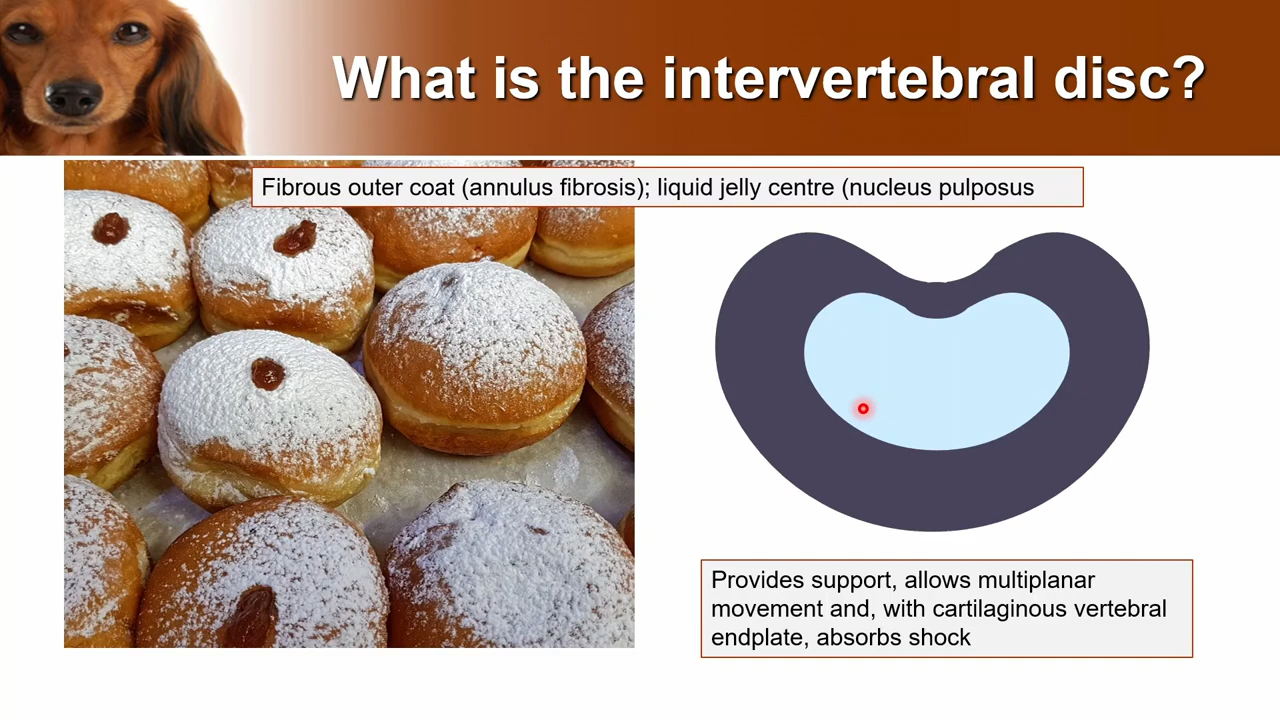 What is the intervertebral disc?
Fibrous outer coat (annulus fibrosis); liquid jelly centre (nucleus pulposus
Provides support, allows multiplanar
movement and, with cartilaginous vertebral
endplate, absorbs shock